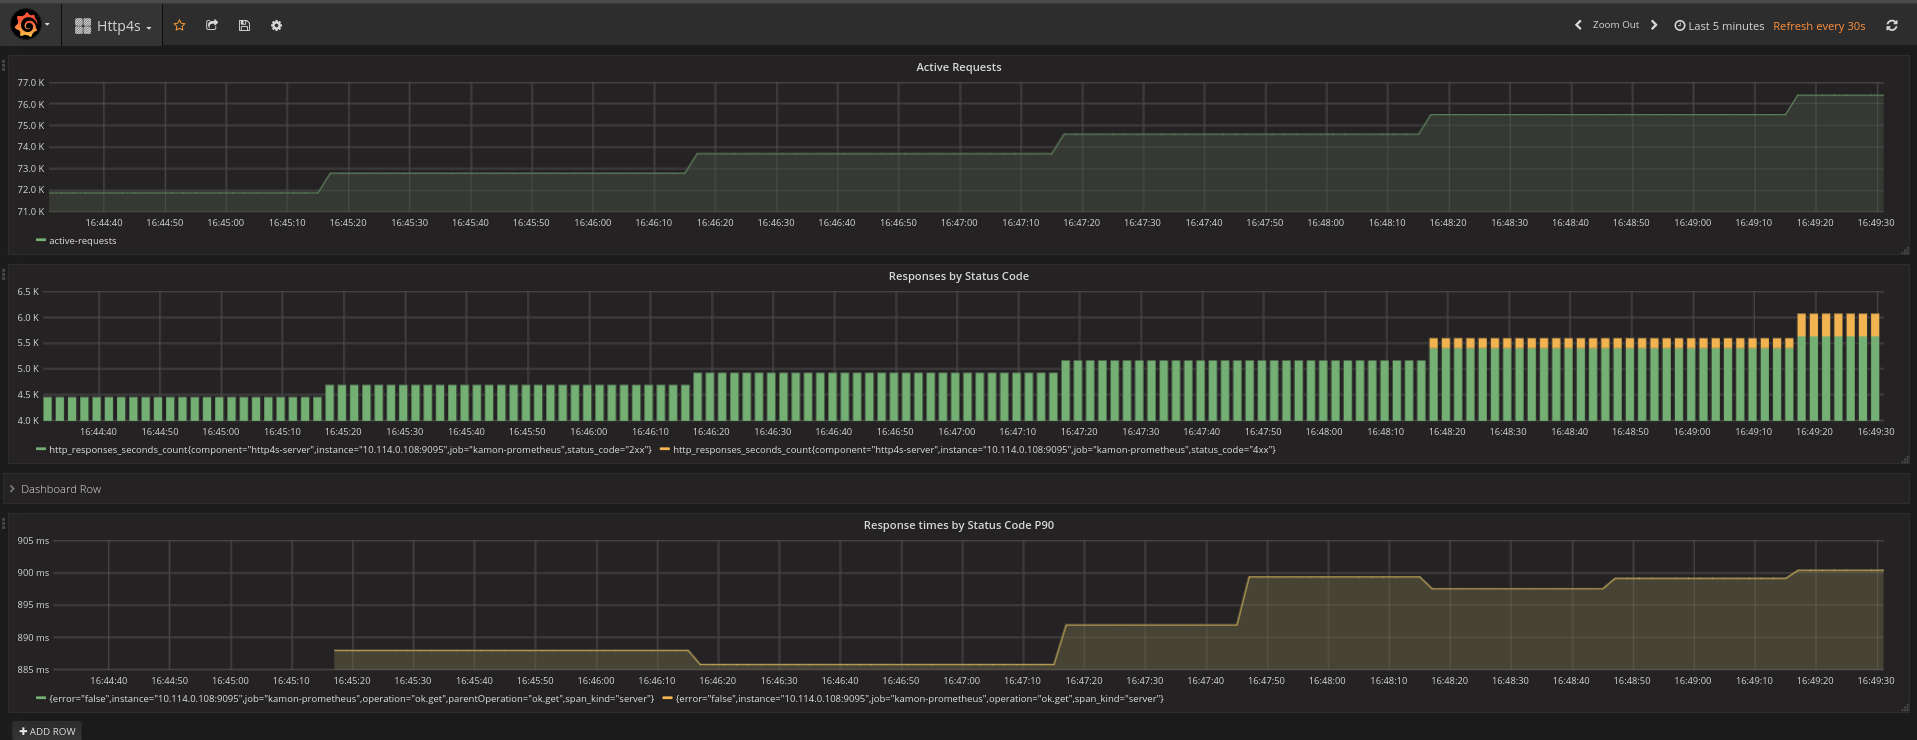 Http4s
Zoom Out
Last 5 minutes
Refresh every 30s
Active Requests
77.0 K
76.0 K
75.0 K
74.0 K
73.0 K
72.0 K
71.0 K
16:44:40 16:44:50 16:45:00 16:45:10 16:45:20 16:45:30 16:45:40 16:45:50 16:46:00 16:46:10 16:46:20 16:46:30 16:46:40 16:46:50 16:47:00 16:47:10 16:47:20 16:47:30 16:47:40 16:47:50 16:48:00 16:48:10 16:48:20 16:48:30 16:48:40 16:48:50 16:49:00 16:49:10 16:49:20 16:49:30
active-requests
Responses by Status Code
6.5 K
6.0 K
5.5 K
5.0 K
4.5 K
4.0 K
16:44:40 16:44:50 16:45:00 16:45:10 16:45:20 16:45:30 16:45:40 16:45:50 16:46:00 16:46:10 16:46:20 16:46:30 16:46:40 16:46:50 16:47:00 16:47:10 16:47:20 16:47:30 16:47:40 16:47:50 16:48:00 16:48:10 16:48:20 16:48:30 16:48:40 16:48:50 16:49:00 16:49:10 16:49:20 16:49:30
http_responses_seconds_count{component="http4s-server",instance="10.114.0.108:9095",job="kamon-prometheus",status_code="2xx"} http_responses_seconds_count{component="http4s-server",instance="10.114.0.108:9095",job="kamon-prometheus",status_code="4xx"}
Dashboard Row
Response times by Status Code P90
905 ms
900 ms
895 ms
890 ms
885 ms
16:44:40 16:44:50 16:45:00 16:45:10 16:45:20 16:45:30 16:45:40 16:45:50 16:46:00 16:46:10 16:46:20 16:46:30 16:46:40 16:46:50 16:47:00 16:47:10 16:47:20 16:47:30 16:47:40 16:47:50 16:48:00 16:48:10 16:48:20 16:48:30 16:48:40 16:48:50 16:49:00 16:49:10 16:49:20 16:49:30
{error="false",instance="10.114.0.108:9095",job="kamon-prometheus",operation="ok.get",parentOperation="ok.get",span_kind="server"} {error="false",instance="10.114.0.108:9095",job="kamon-prometheus",operation="ok.get",span_kind="server"}
+ ADD ROW